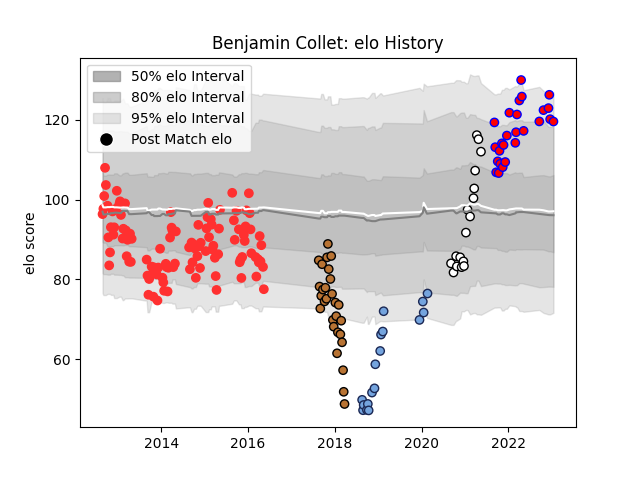 Benjamin Collet: elo History
50% elo Interval
80% elo Interval
95% elo Interval
Post Match elo
120
100
80
60
elo score
2014 2016 2018 2020 2022